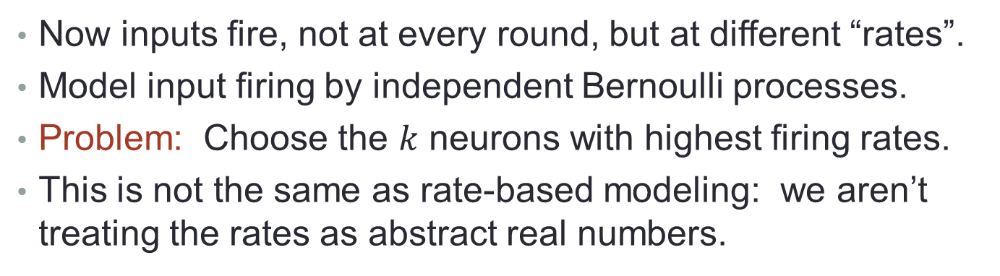 • Now inputs fire, not at every round, but at different “rates”.
• Model input firing by independent Bernoulli processes.
• Problem:  Choose the 𝑘 neurons with highest firing rates.
• This is not the same as rate-based modeling:  we aren’t
treating the rates as abstract real numbers.